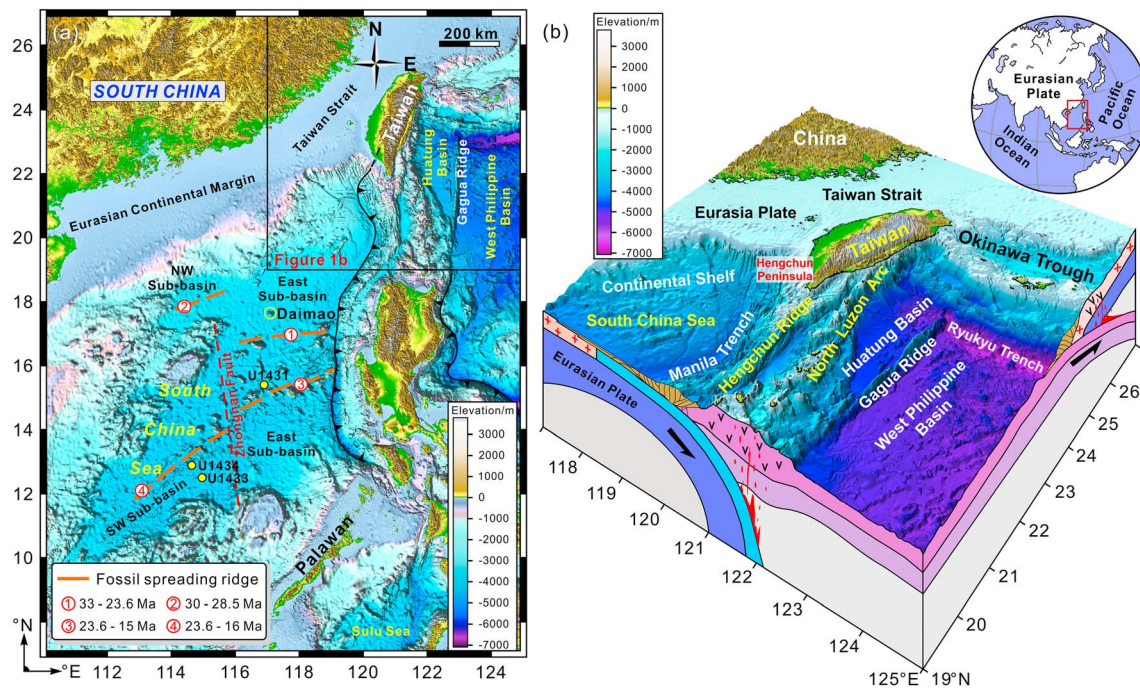 (a)
200 km
N
E
SOUTH CHINA
Taiwan Strait
Taiwan
Huatung
Basin
Gagua Ridge
West Philippine
Basin
Eurasian Continental Margin
Figure 1b
NW
Sub-basin
②
East
Sub-basin
Daimao
①
U1431
③
Zhongnan Fault
South
China
Sea
East
Sub-basin
U1434
U1433
④
SW Sub-basin
Palawan
Sulu Sea
Fossil spreading ridge
① 33 - 23.6 Ma
② 30 - 28.5 Ma
③ 23.6 - 15 Ma
④ 23.6 - 16 Ma
Elevation/m
3000
2000
1000
0
-1000
-2000
-3000
-4000
-5000
-6000
-7000
26
24
22
20
18
16
14
12
10
°N
°E
112
114
116
118
120
122
124
(b)
Elevation/m
3000
2000
1000
0
-1000
-2000
-3000
-4000
-5000
-6000
-7000
Eurasian
Plate
Pacific
Ocean
Indian
Ocean
China
Taiwan Strait
Eurasia Plate
Taiwan
Hengchun
Peninsula
Okinawa Trough
Continental Shelf
South China Sea
Manila Trench
Hengchun Ridge
North Luzon Arc
Huatung Basin
Gagua Ridge
Ryukyu Trench
West Philippine
Basin
Eurasian Plate
118
119
120
121
122
123
124
125°E
19°N
20
21
22
23
24
25
26